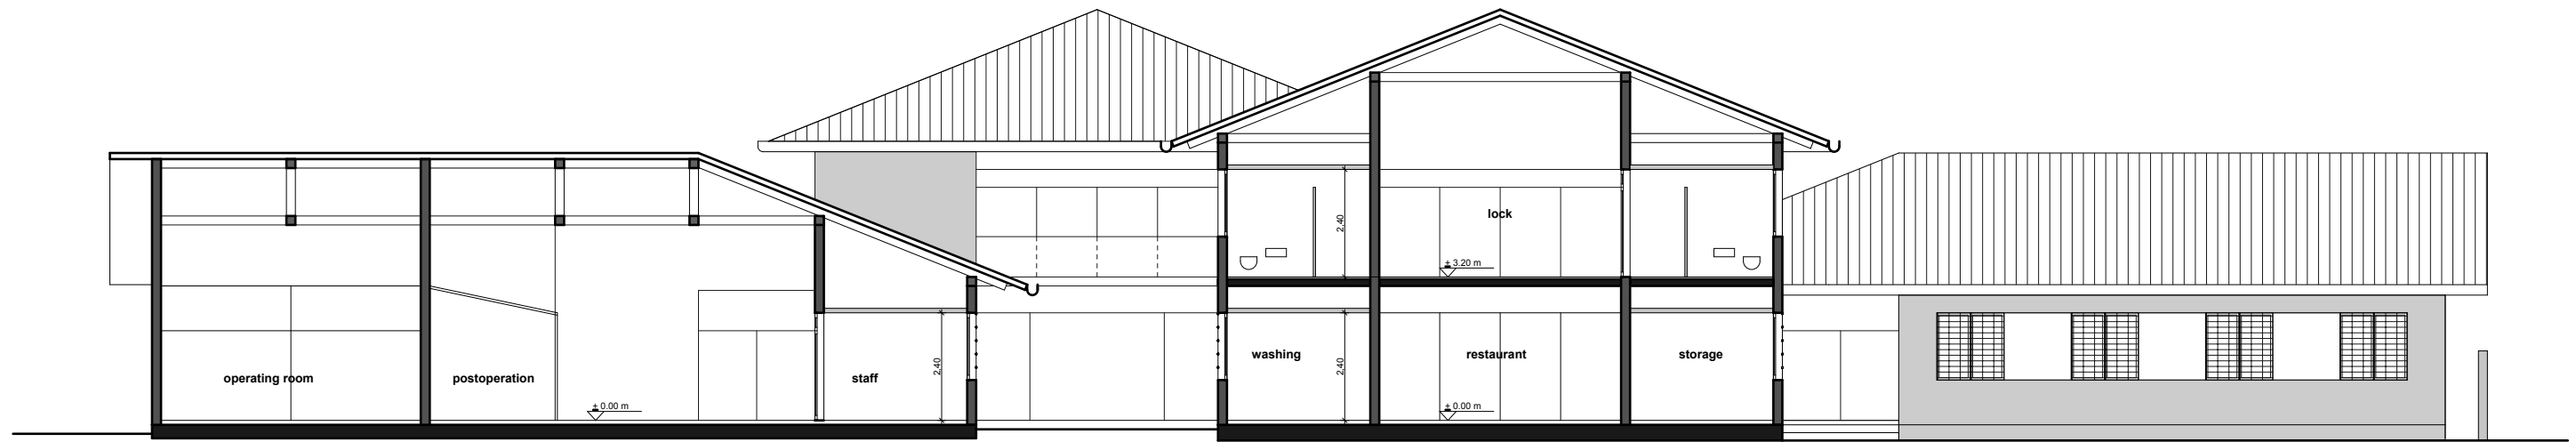 lock
2,40
± 3.20 m
operating room
postoperation
± 0.00 m
staff
2,40
washing
2,40
restaurant
± 0.00 m
storage